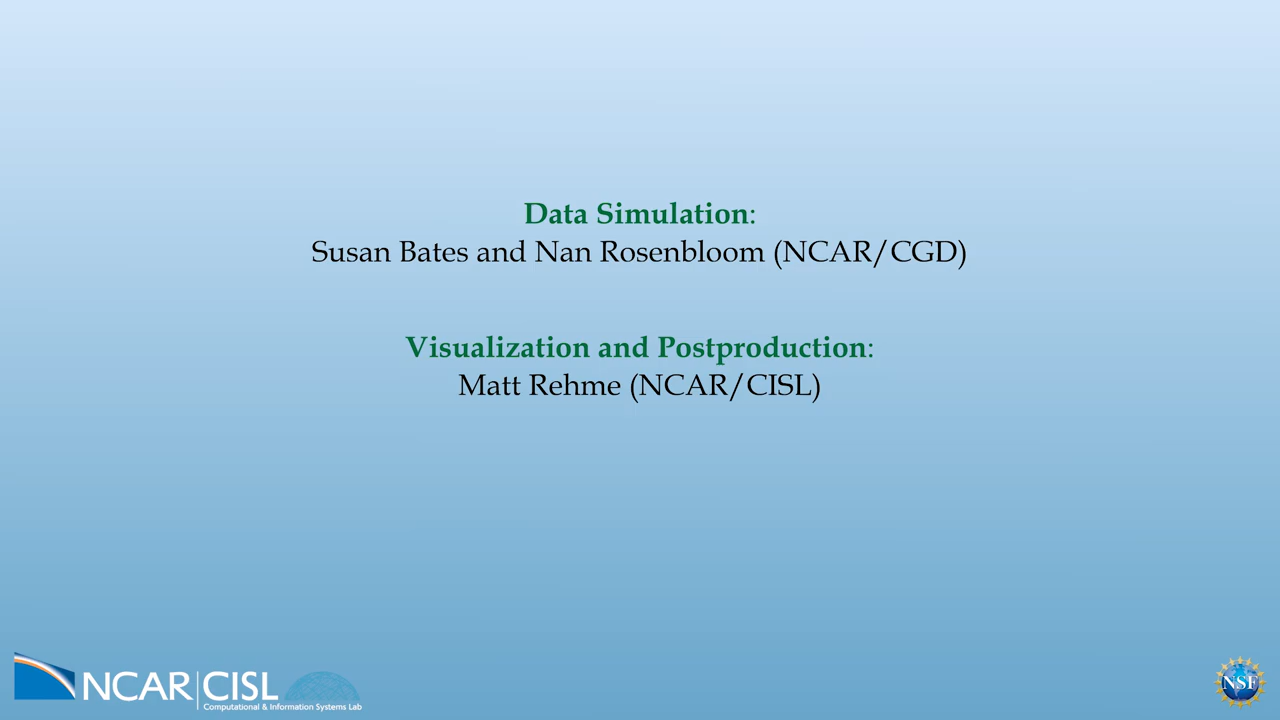 Data Simulation:
Susan Bates and Nan Rosenbloom (NCAR/CGD)
Visualization and Postproduction:
Matt Rehme (NCAR/CISL)
NCAR|CISL
Computational & Information Systems Lab
NSF